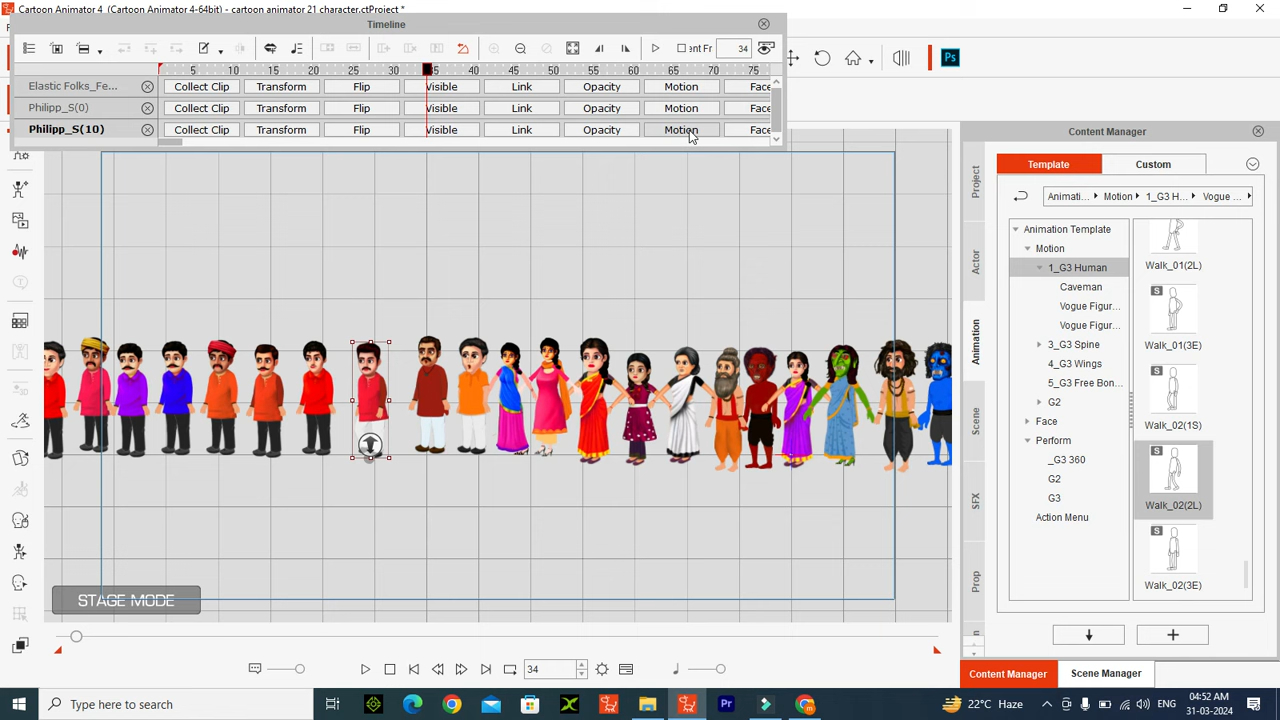 Cartoon Animator 4 (Cartoon Animator 4-64bit) - cartoon animator 21 character.ctProject *
Timeline
ent Fr 34
5 10 15 20 25 30 35 40 45 50 55 60 65 70 75
Elastic Folks_Fe... Collect Clip Transform Flip Visible Link Opacity Motion Face
Philipp_S(0) Collect Clip Transform Flip Visible Link Opacity Motion Face
Philipp_S(10) Collect Clip Transform Flip Visible Link Opacity Motion Face
Ps
Content Manager
Template Custom
Animati... Motion 1_G3 H... Vogue ...
Project
Actor
Animation
Scene
SFX
Prop
Animation Template
Motion
1_G3 Human
Caveman
Vogue Figur...
Vogue Figur...
3_G3 Spine
4_G3 Wings
5_G3 Free Bon...
G2
Face
Perform
_G3 360
G2
G3
Action Menu
Walk_01(2L)
S
Walk_01(3E)
S
Walk_02(1S)
S
Walk_02(2L)
S
Walk_02(3E)
STAGE MODE
34
Content Manager Scene Manager
Type here to search
Pr
22°C Haze
ENG
04:52 AM
31-03-2024